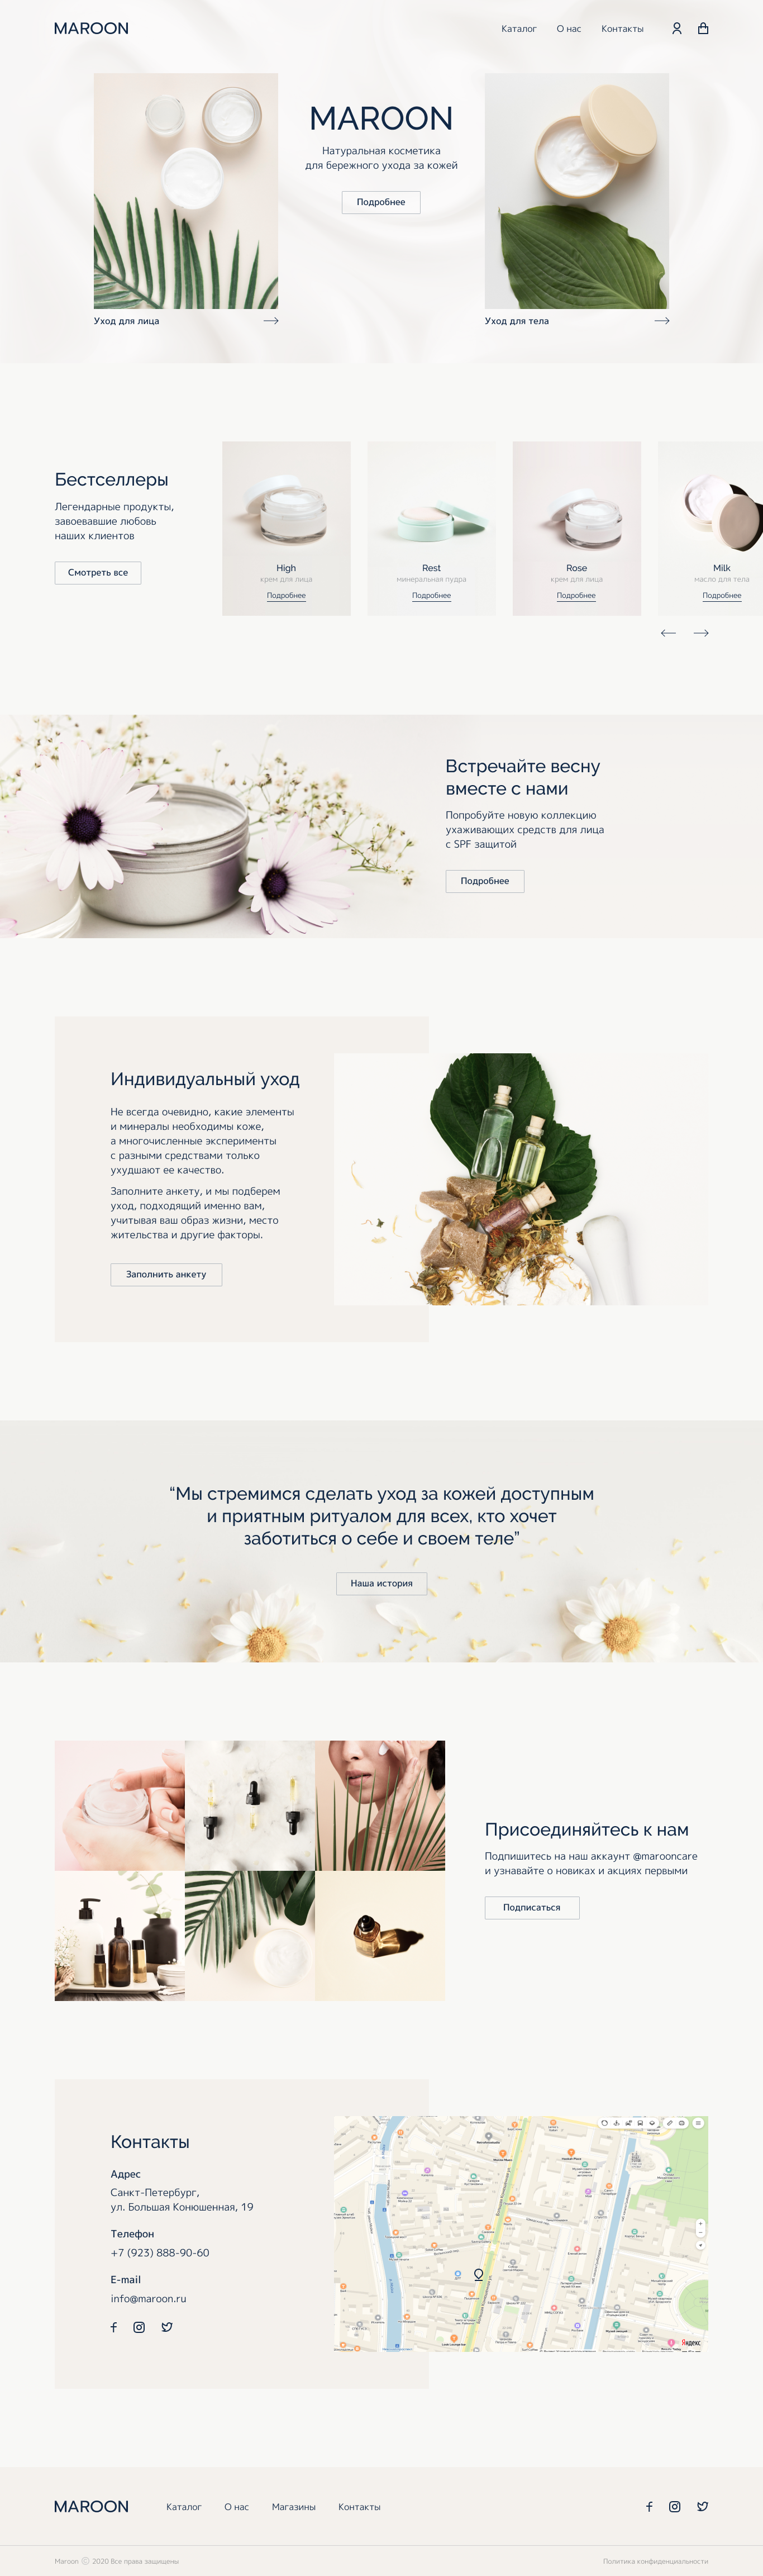 MAROON
Каталог
О нас
Контакты
MAROON
Натуральная косметика
для бережного ухода за кожей
Подробнее
Уход для лица
Уход для тела
Бестселлеры
Легендарные продукты,
завоевавшие любовь
наших клиентов
Смотреть все
High
крем для лица
Подробнее
Rest
минеральная пудра
Подробнее
Rose
крем для лица
Подробнее
Milk
масло для тела
Подробнее
Встречайте весну
вместе с нами
Попробуйте новую коллекцию
ухаживающих средств для лица
с SPF защитой
Подробнее
Индивидуальный уход
Не всегда очевидно, какие элементы
и минералы необходимы коже,
а многочисленные эксперименты
с разными средствами только
ухудшают ее качество.
Заполните анкету, и мы подберем
уход, подходящий именно вам,
учитывая ваш образ жизни, место
жительства и другие факторы.
Заполнить анкету
“Мы стремимся сделать уход за кожей доступным
и приятным ритуалом для всех, кто хочет
заботиться о себе и своем теле”
Наша история
Присоединяйтесь к нам
Подпишитесь на наш аккаунт @marooncare
и узнавайте о новиках и акциях первыми
Подписаться
Контакты
Адрес
Санкт-Петербург,
ул. Большая Конюшенная, 19
Телефон
+7 (923) 888-90-60
E-mail
info@maroon.ru
Яндекс
MAROON
Каталог
О нас
Магазины
Контакты
Maroon © 2020 Все права защищены
Политика конфиденциальности